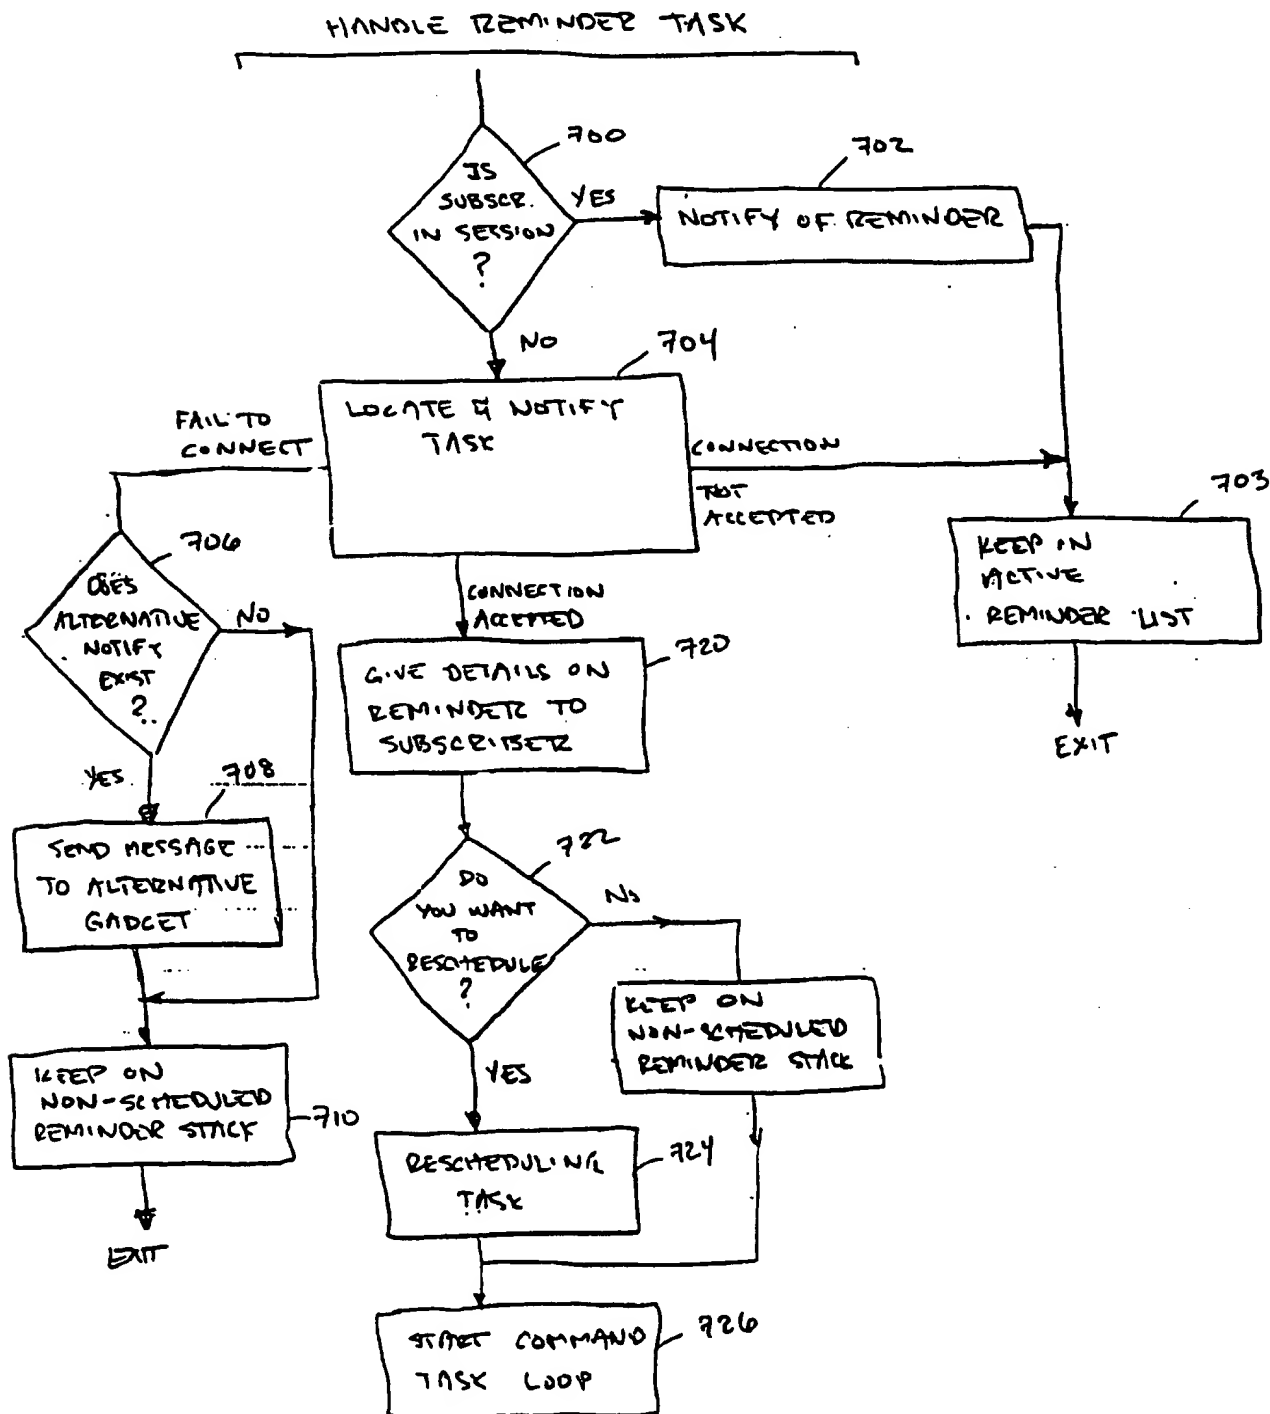 HANDLE REMINDER TASK
700
IS
SUBSCR.
IN SESSION
?
YES
702
NOTIFY OF REMINDER
NO
704
LOCATE & NOTIFY
TASK
FAIL TO
CONNECT
CONNECTION
NOT
ACCEPTED
703
KEEP IN
ACTIVE
REMINDER LIST
EXIT
706
DOES
ALTERNATIVE
NOTIFY
EXIST
?
NO
YES
CONNECTION
ACCEPTED
720
GIVE DETAILS ON
REMINDER TO
SUBSCRIBER
708
SEND MESSAGE
TO ALTERNATIVE
GADGET
722
DO
YOU WANT
TO
RESCHEDULE
?
NO
KEEP ON
NON-SCHEDULED
REMINDER STACK
YES
KEEP ON
NON-SCHEDULED
REMINDER STACK
710
EXIT
RESCHEDULING
TASK
724
START COMMAND
TASK LOOP
726